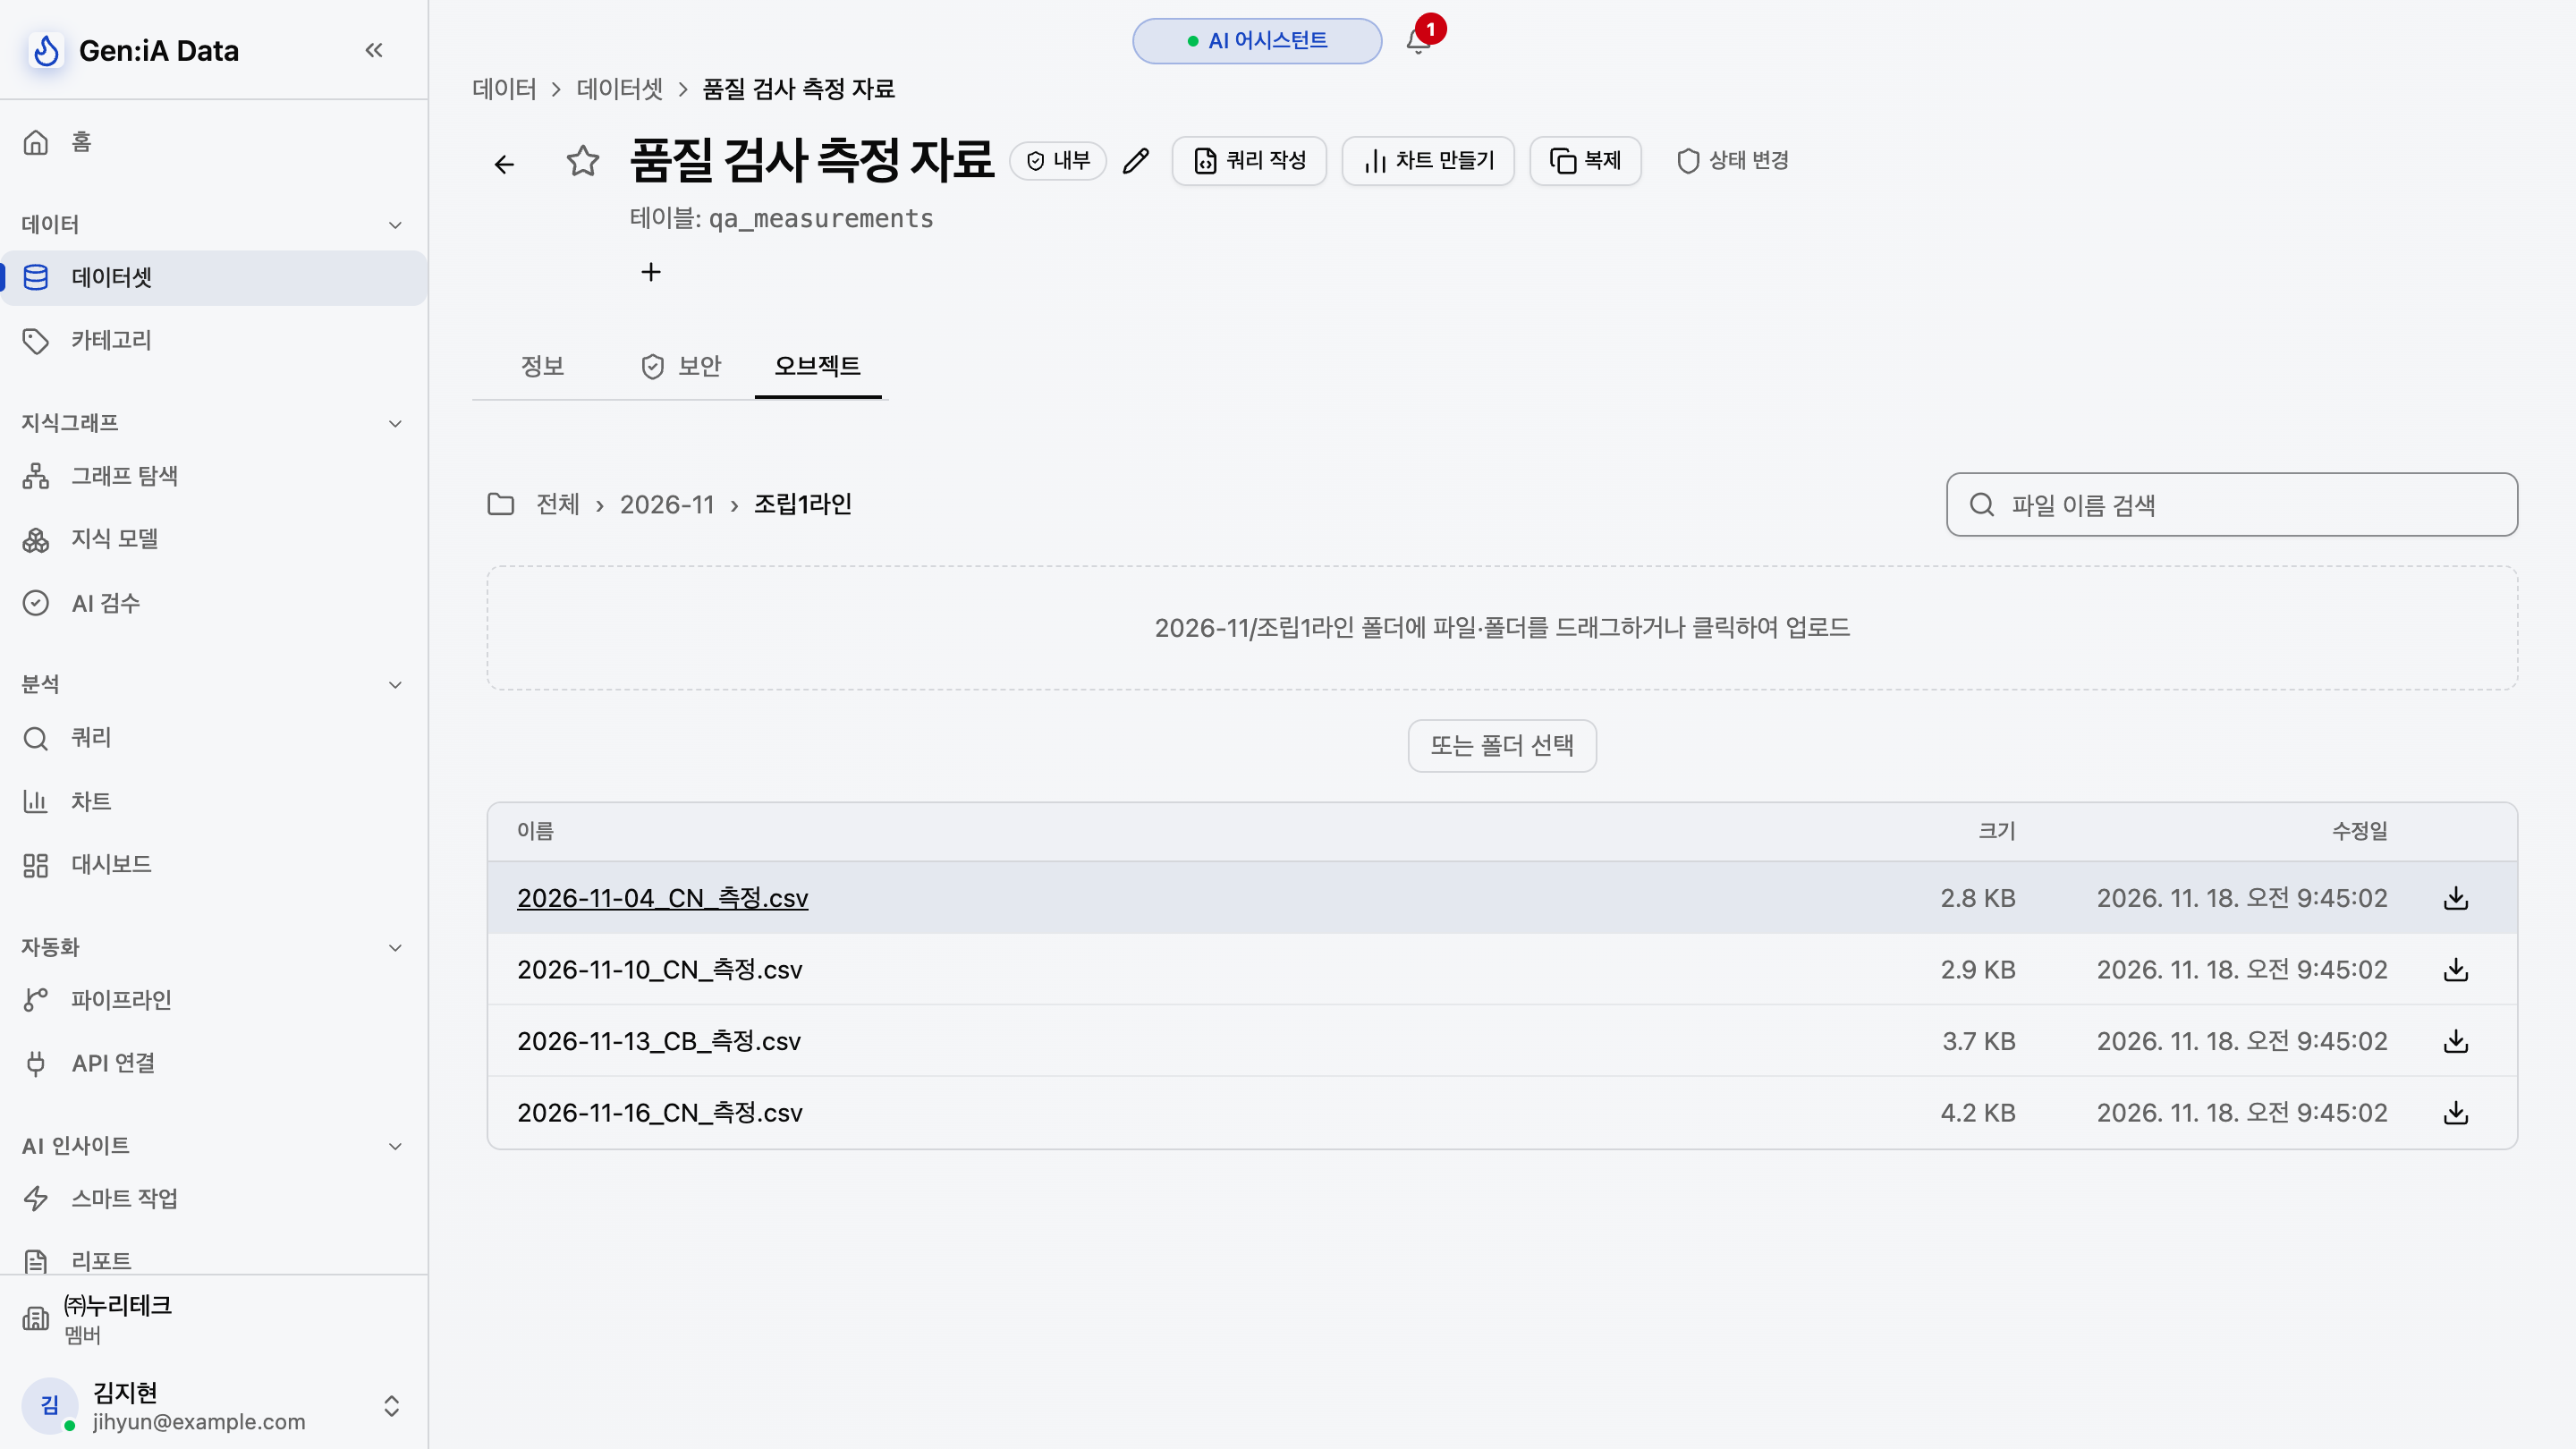 Gen:iA Data
홈
데이터
데이터셋
카테고리
지식그래프
그래프 탐색
지식 모델
AI 검수
분석
쿼리
차트
대시보드
자동화
파이프라인
API 연결
AI 인사이트
스마트 작업
리포트
㈜누리테크
멤버
김
김지현
jihyun@example.com
AI 어시스턴트
1
데이터 > 데이터셋 > 품질 검사 측정 자료
품질 검사 측정 자료 내부 쿼리 작성 차트 만들기 복제 상태 변경
테이블: qa_measurements
정보 보안 오브젝트
전체 › 2026-11 › 조립1라인
파일 이름 검색
2026-11/조립1라인 폴더에 파일·폴더를 드래그하거나 클릭하여 업로드
또는 폴더 선택
이름 크기 수정일
2026-11-04_CN_측정.csv 2.8 KB 2026. 11. 18. 오전 9:45:02
2026-11-10_CN_측정.csv 2.9 KB 2026. 11. 18. 오전 9:45:02
2026-11-13_CB_측정.csv 3.7 KB 2026. 11. 18. 오전 9:45:02
2026-11-16_CN_측정.csv 4.2 KB 2026. 11. 18. 오전 9:45:02